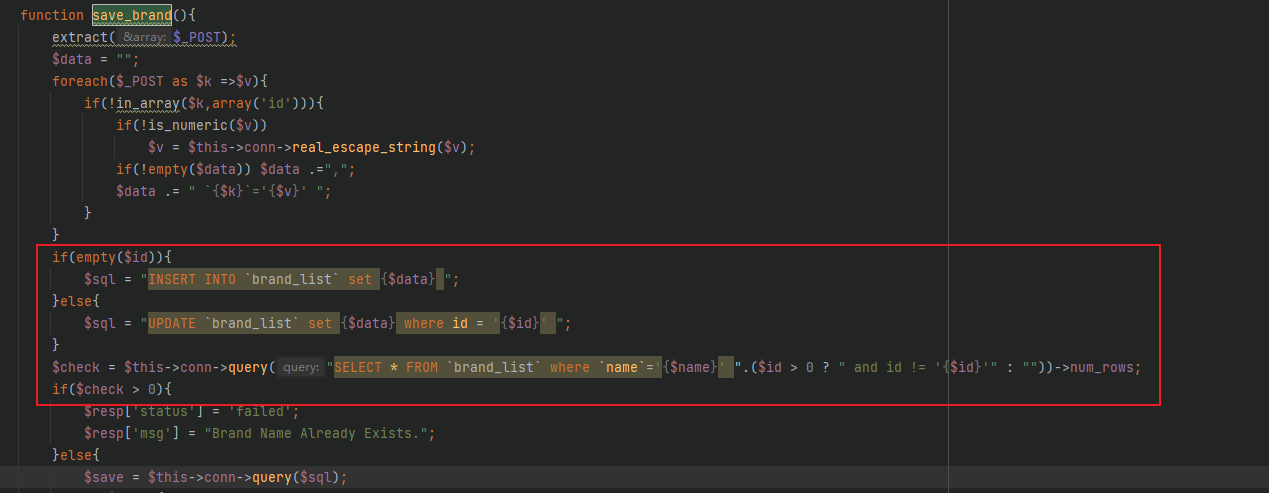 function save_brand(){
    extract( &array: $_POST);
    $data = "";
    foreach($_POST as $k =>$v){
        if(!in_array($k,array('id'))){
            if(!is_numeric($v))
                $v = $this->conn->real_escape_string($v);
            if(!empty($data)) $data .=",";
            $data .= " `{$k}`='{$v}' ";
        }
    }
    if(empty($id)){
        $sql = "INSERT INTO `brand_list` set {$data} ";
    }else{
        $sql = "UPDATE `brand_list` set {$data} where id = '{$id}' ";
    }
    $check = $this->conn->query( query: "SELECT * FROM `brand_list` where `name`='{$name}' ".($id > 0 ? " and id != '{$id}'" : ""))->num_rows;
    if($check > 0){
        $resp['status'] = 'failed';
        $resp['msg'] = "Brand Name Already Exists.";
    }else{
        $save = $this->conn->query($sql);